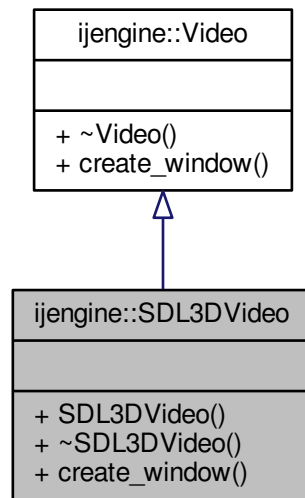 ijengine::Video
+ ~Video()
+ create_window()
ijengine::SDL3DVideo
+ SDL3DVideo()
+ ~SDL3DVideo()
+ create_window()